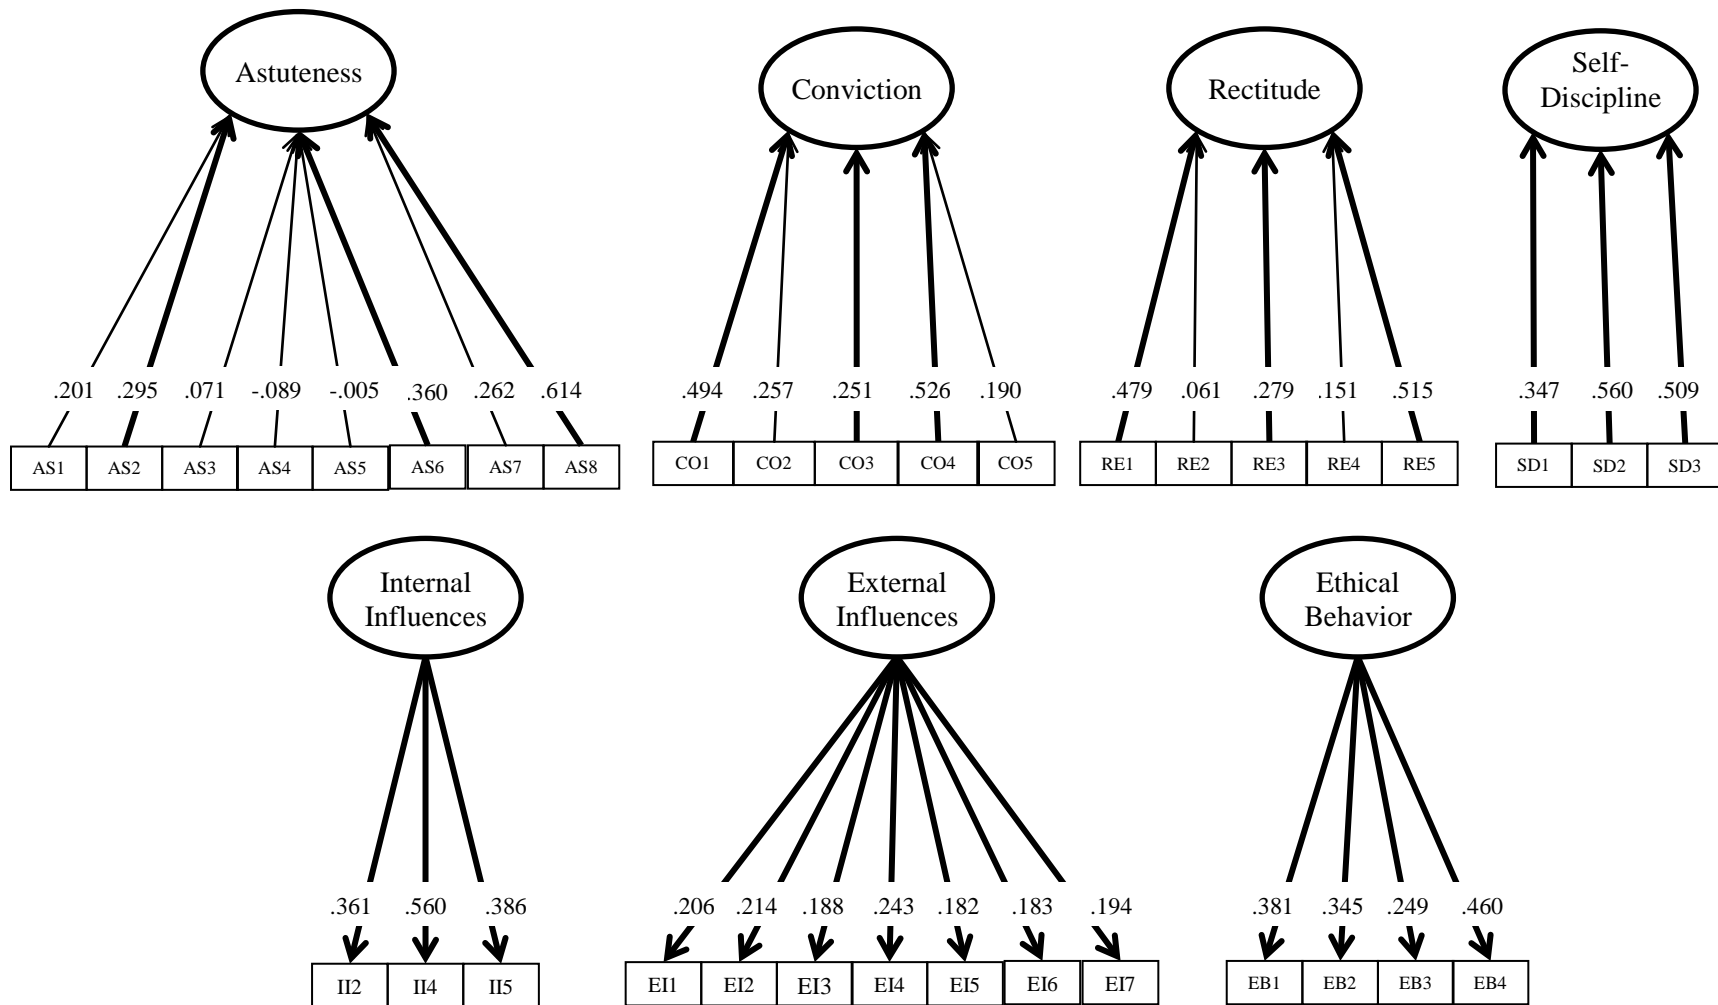 Astuteness
Conviction
Rectitude
Self-
Discipline
.201 .295 .071 -.089 -.005 .360 .262 .614
.494 .257 .251 .526 .190
.479 .061 .279 .151 .515
.347 .560 .509
AS1 AS2 AS3 AS4 AS5 AS6 AS7 AS8
CO1 CO2 CO3 CO4 CO5
RE1 RE2 RE3 RE4 RE5
SD1 SD2 SD3
Internal
Influences
External
Influences
Ethical
Behavior
.361 .560 .386
.206 .214 .188 .243 .182 .183 .194
.381 .345 .249 .460
II2 II4 II5
EI1 EI2 EI3 EI4 EI5 EI6 EI7
EB1 EB2 EB3 EB4